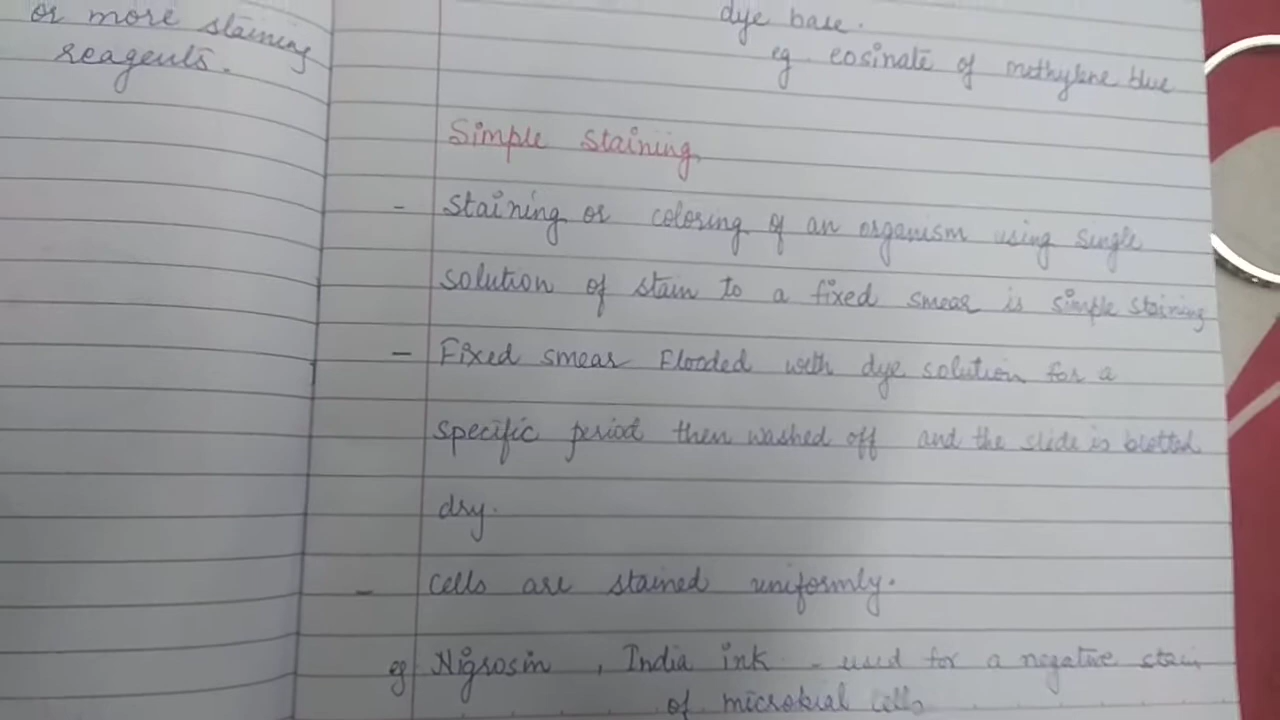 or more staining
reagents.
dye base.
eg. eosinate of methylene blue
Simple staining
- staining or coloring of an organism using single
solution of stain to a fixed smear is simple staining
- Fixed smear Flooded with dye solution for a
specific period then washed off and the slide is blotted
dry.
- cells are stained uniformly.
eg Nigrosin, India ink - used for a negative stain
of microbial cells